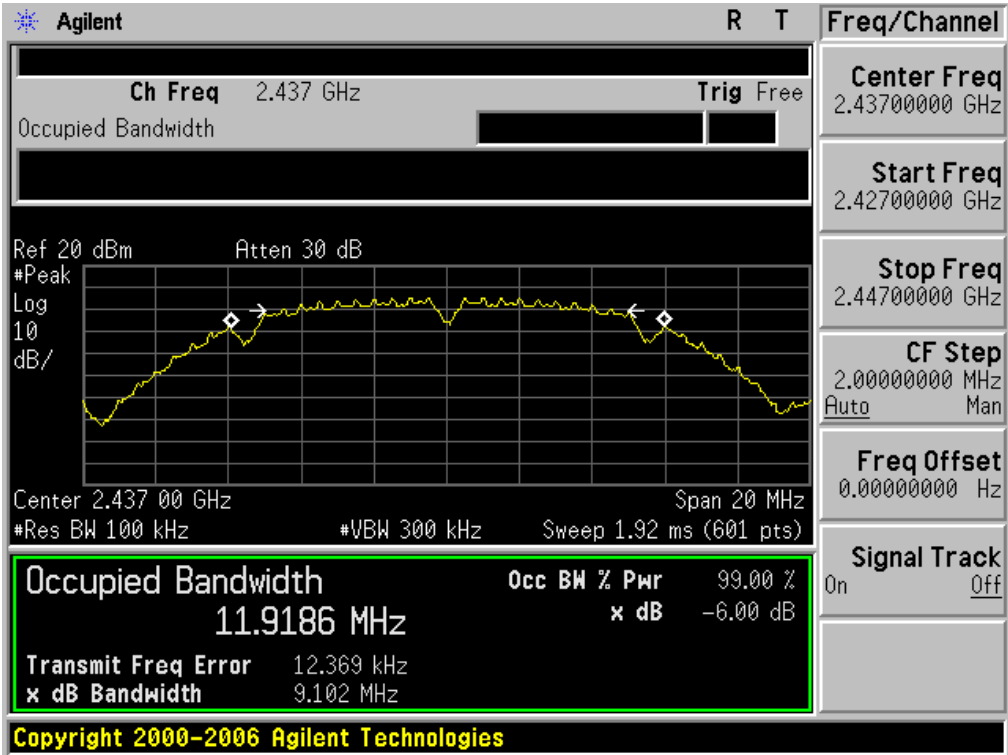 Agilent R T
Freq/Channel
Ch Freq 2.437 GHz Trig Free
Occupied Bandwidth
Center Freq
2.43700000 GHz
Start Freq
2.42700000 GHz
Stop Freq
2.44700000 GHz
CF Step
2.00000000 MHz
Auto Man
Freq Offset
0.00000000 Hz
Signal Track
On Off
Ref 20 dBm Atten 30 dB
#Peak
Log
10
dB/
Center 2.437 00 GHz Span 20 MHz
#Res BW 100 kHz #VBW 300 kHz Sweep 1.92 ms (601 pts)
Occupied Bandwidth Occ BW % Pwr 99.00 %
11.9186 MHz x dB -6.00 dB
Transmit Freq Error 12.369 kHz
x dB Bandwidth 9.102 MHz
Copyright 2000-2006 Agilent Technologies